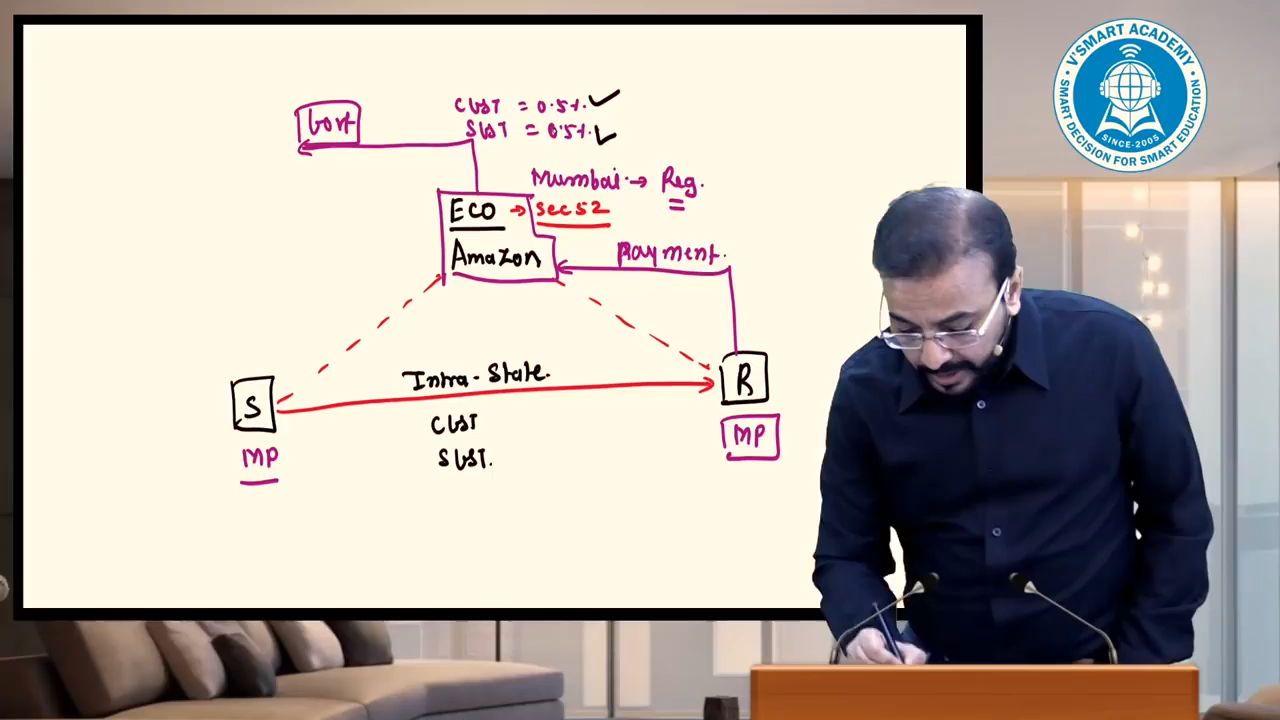 CGST = 0.5%.
SGST = 0.5%.
Govt
Mumbai → Reg.
ECO → Sec 52
Amazon
payment.
Intra-State.
S
R
CGST
SGST.
MP
MP
V'SMART ACADEMY
SMART DECISION FOR SMART EDUCATION
SINCE-2005